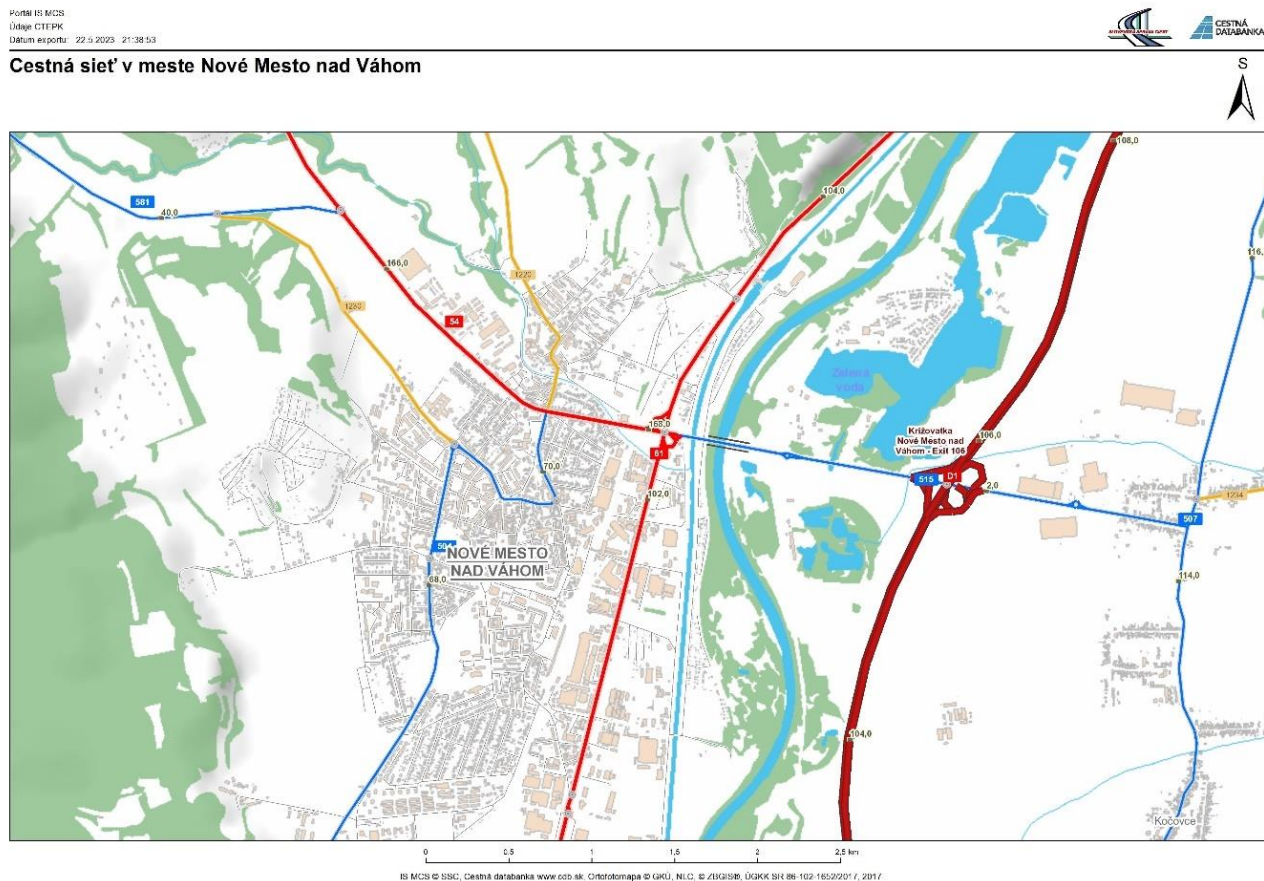 Portál IS MCS
Údaje CTEPK
Dátum exportu: 22.5.2023 21:38:53
CESTNÁ
DATABANKA
Cestná sieť v meste Nové Mesto nad Váhom
S
108,0
581
40,0
104,0
166,0
116,
1220
1230
54
Zelená
voda
168,0
Križovatka
Nové Mesto nad
Váhom - Exit 106
106,0
61
70,0
515
D1
2,0
102,0
1234
507
NOVÉ MESTO
NAD VÁHOM
68,0
114,0
104,0
Kočovce
0 0,5 1 1,5 2 2,5 km
IS MCS © SSC, Cestná databanka www.cdb.sk, Ortofotomapa © GKÚ, NLC, © ZBGIS®, ÚGKK SR 86-102-1652/2017, 2017